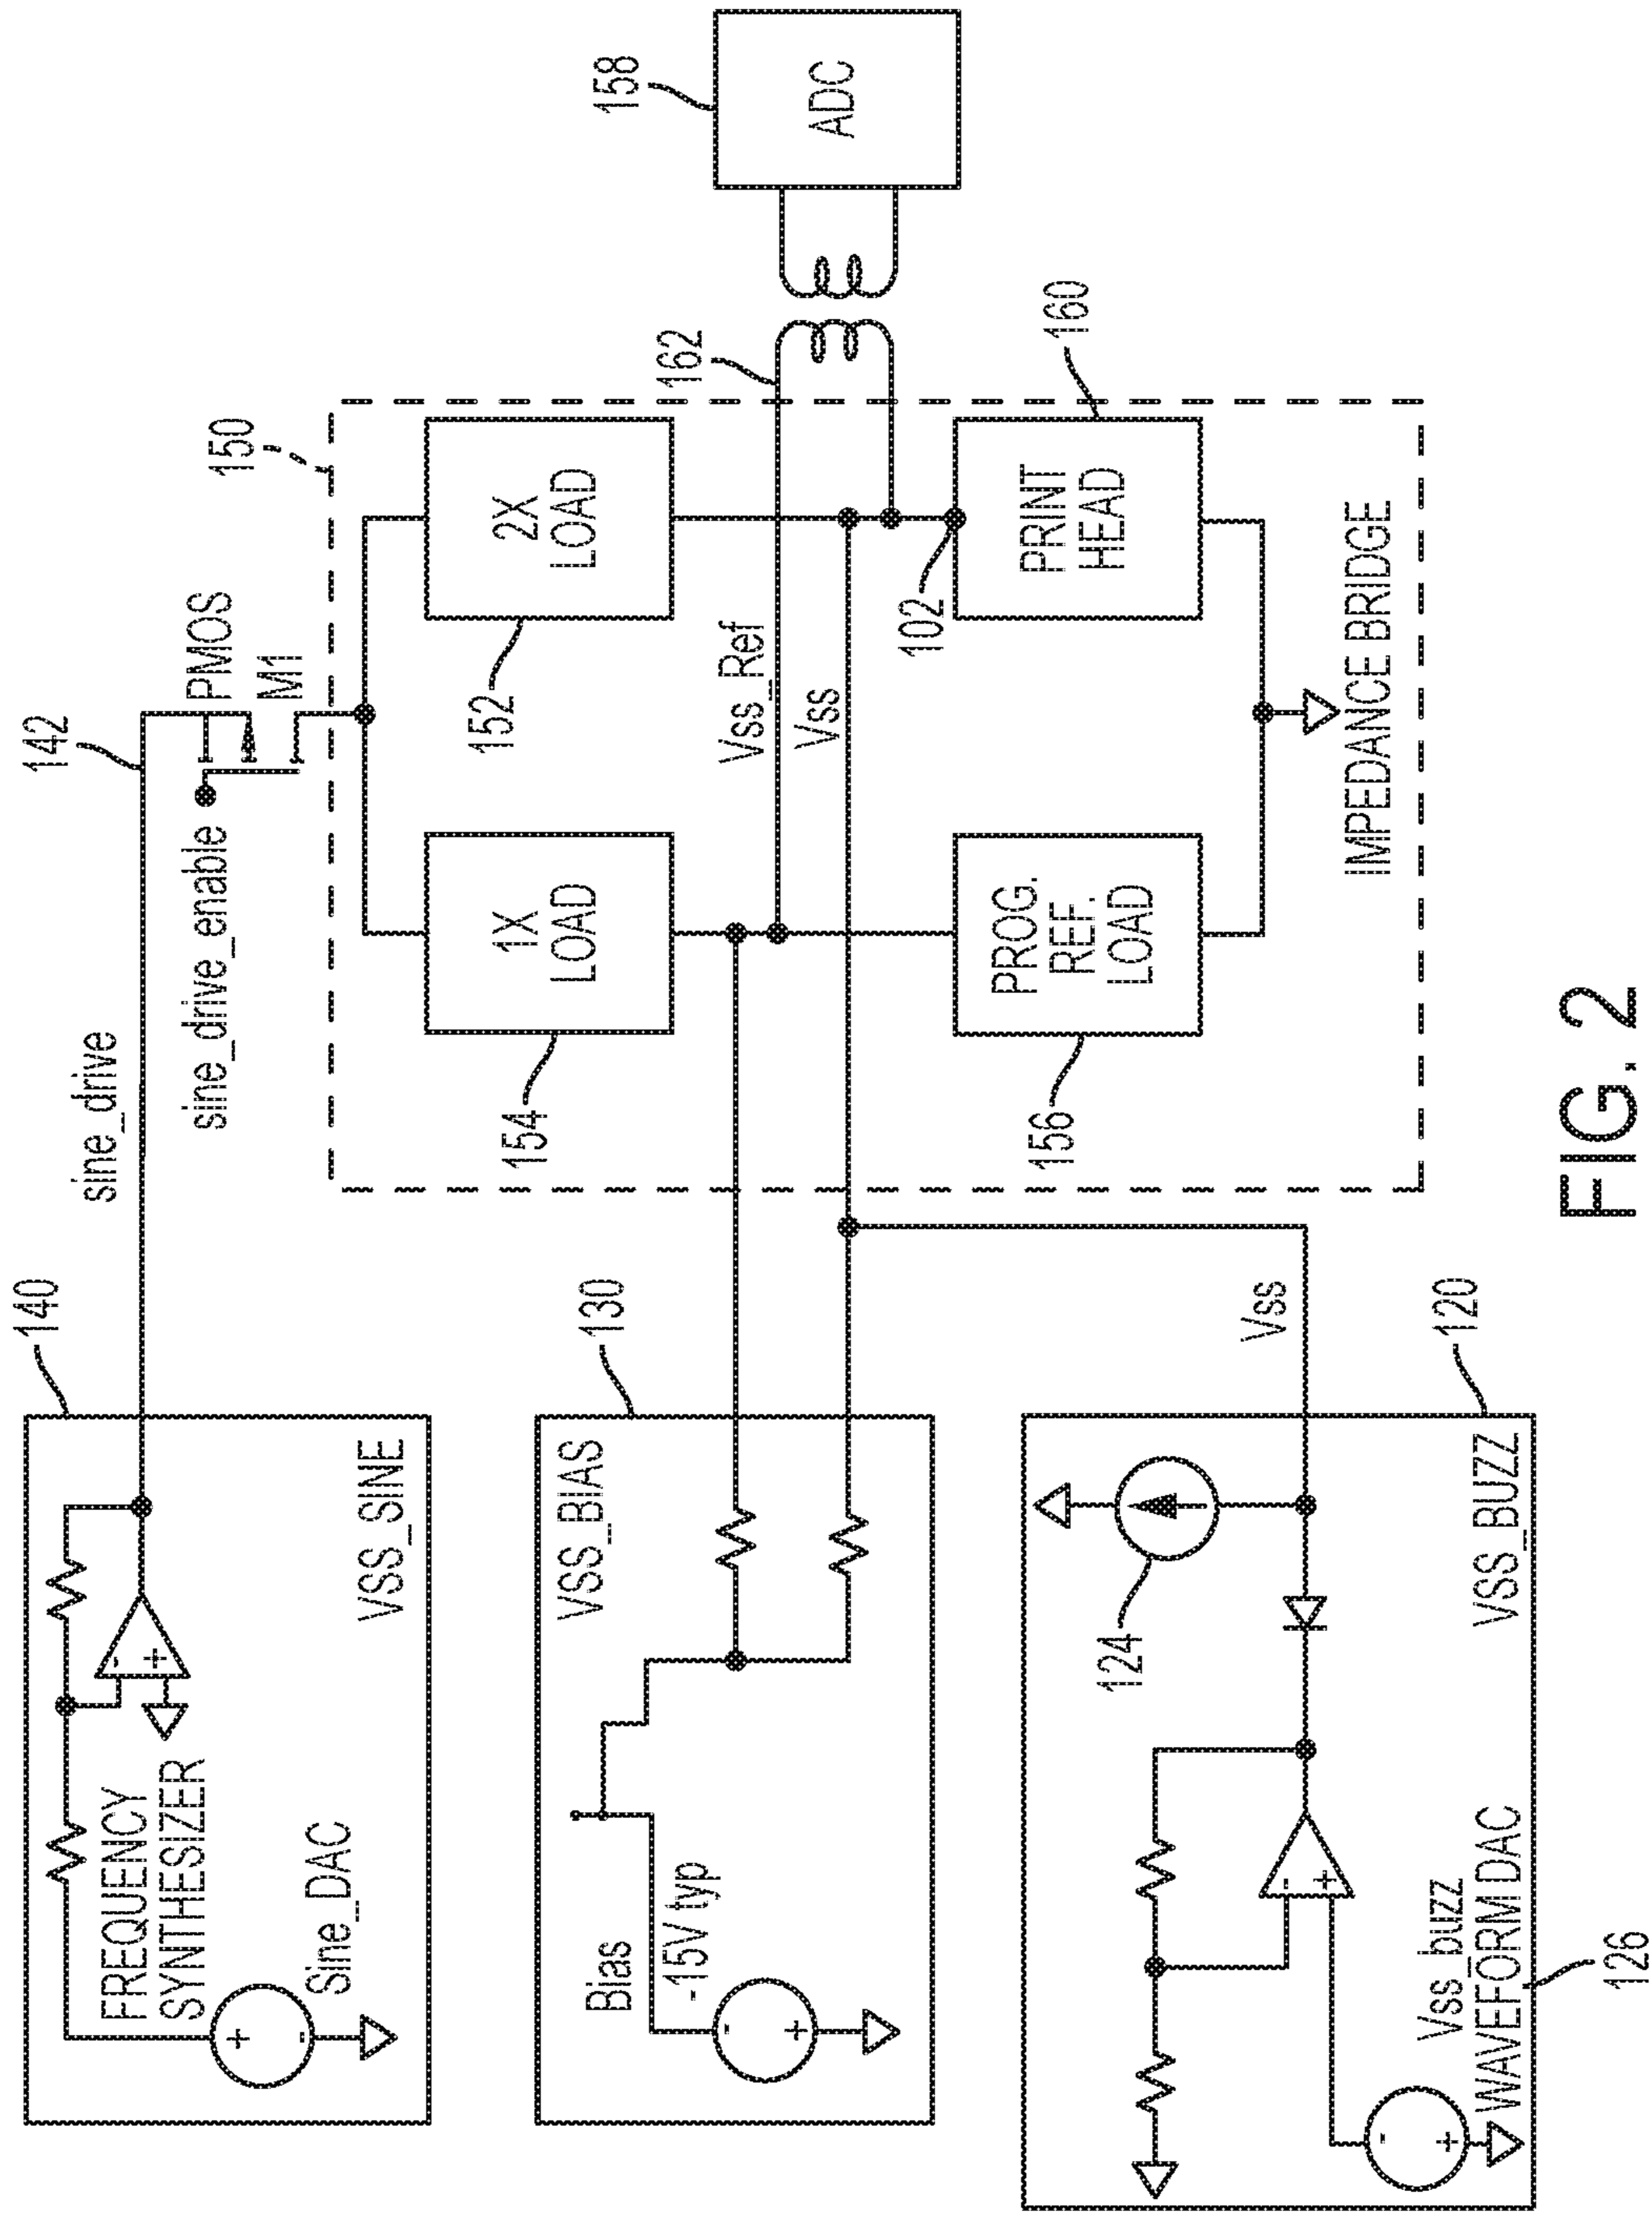 140
142
sine_drive
PMOS
M1
sine_drive_enable
FREQUENCY
SYNTHESIZER
+
-
Sine_DAC
-
+
VSS_SINE
150
158
ADC
162
1X
LOAD
154
2X
LOAD
152
Vss_Ref
Vss
102
160
PRINT
HEAD
PROG.
REF.
LOAD
156
IMPEDANCE BRIDGE
130
VSS_BIAS
Bias
-15V typ
-
+
120
Vss
124
VSS_BUZZ
-
+
Vss_buzz
WAVEFORM DAC
126
-
+
FIG. 2